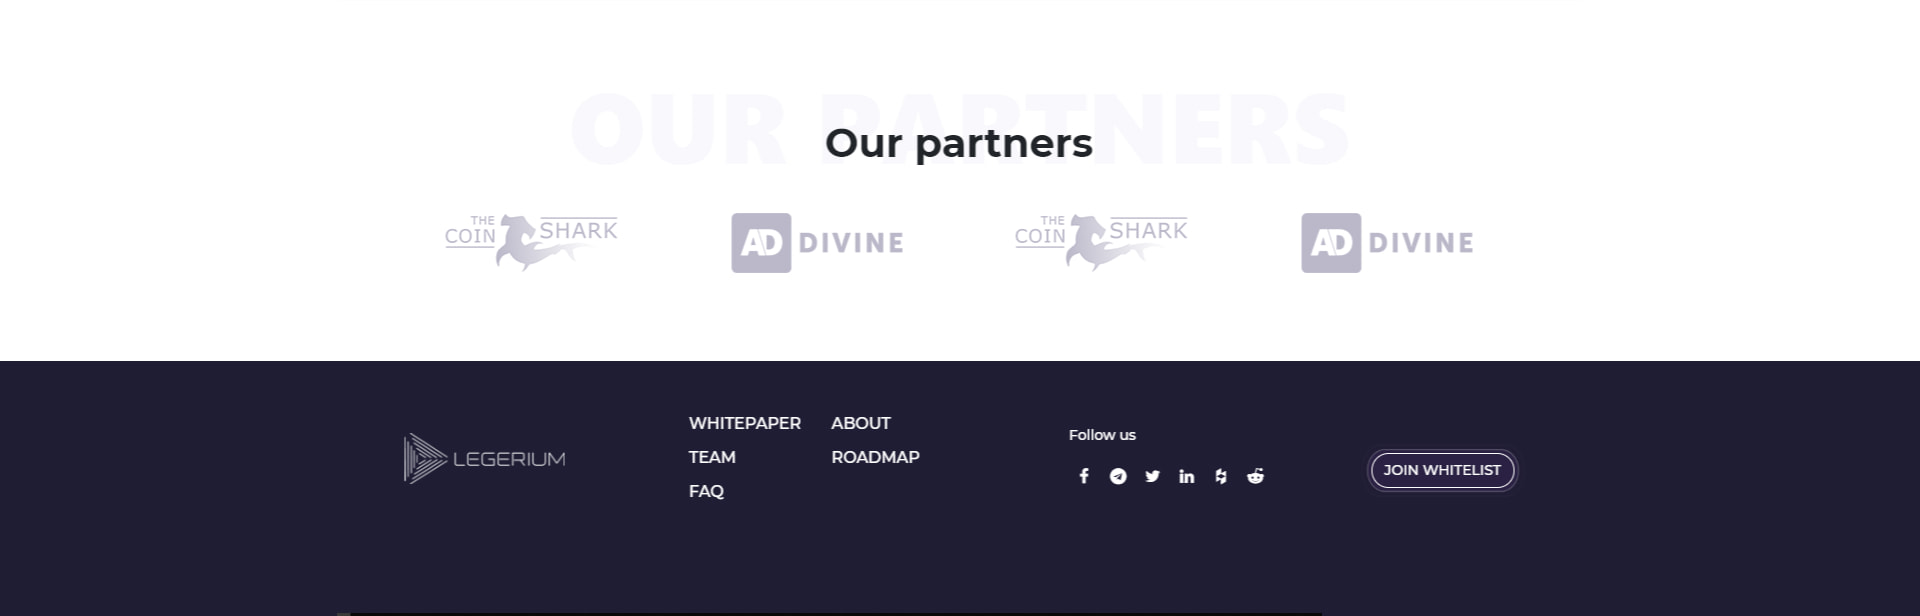 OUR PARTNERS
Our partners
THE COIN SHARK
AD DIVINE
THE COIN SHARK
AD DIVINE
LEGERIUM
WHITEPAPER
TEAM
FAQ
ABOUT
ROADMAP
Follow us
in
JOIN WHITELIST